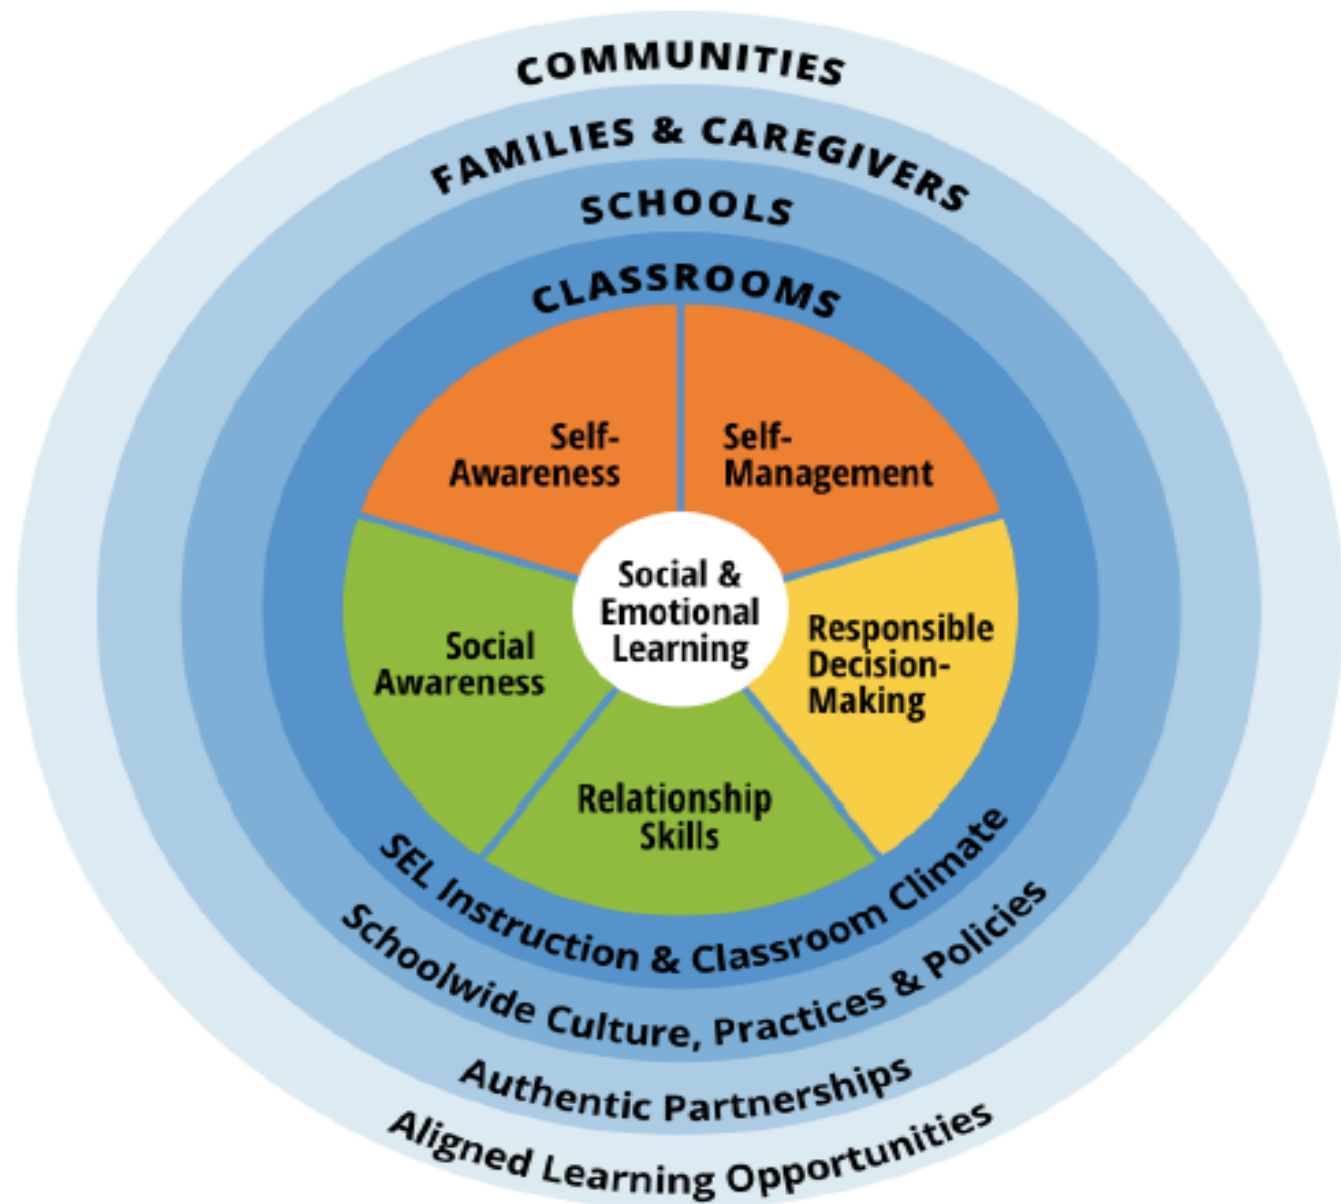 COMMUNITIES
FAMILIES & CAREGIVERS
SCHOOLS
CLASSROOMS
Self-
Awareness
Self-
Management
Social &
Emotional
Learning
Social
Awareness
Responsible
Decision-
Making
Relationship
Skills
SEL Instruction & Classroom Climate
Schoolwide Culture, Practices & Policies
Authentic Partnerships
Aligned Learning Opportunities